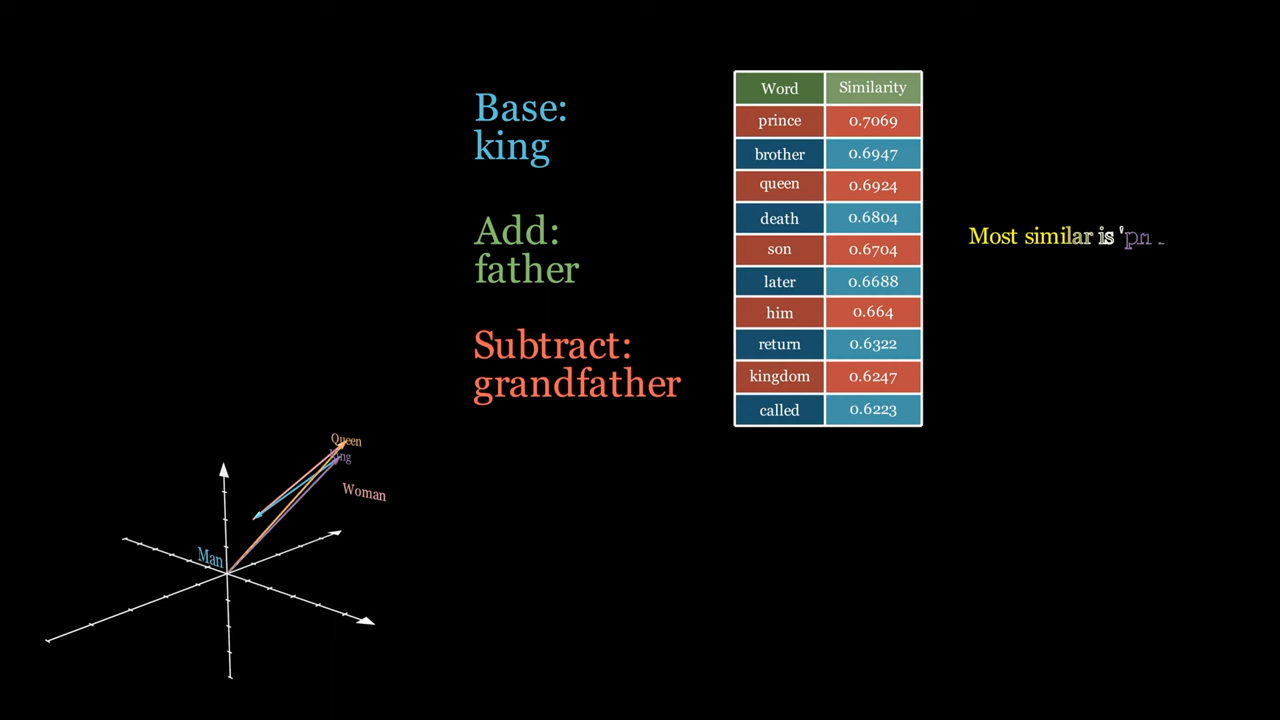 Base:
king
Add:
father
Subtract:
grandfather
Word Similarity
prince 0.7069
brother 0.6947
queen 0.6924
death 0.6804
son 0.6704
later 0.6688
him 0.664
return 0.6322
kingdom 0.6247
called 0.6223
Most similar is
Queen
King
Woman
Man